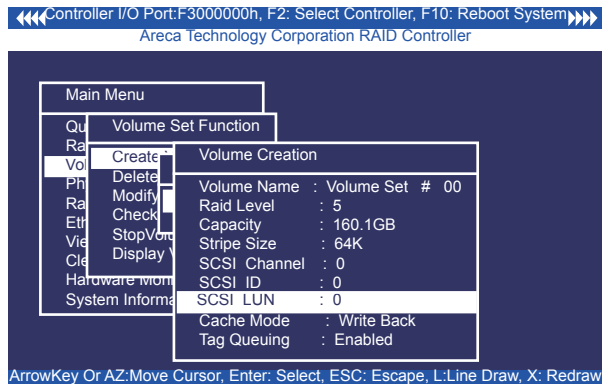 Controller I/O Port:F3000000h, F2: Select Controller, F10: Reboot System
Areca Technology Corporation RAID Controller
Main Menu
Volume Set Function
Create
Delete
Modify
Check
Display
Hardware
System
Volume Creation
Volume Name : Volume Set # 00
Raid Level : 5
Capacity : 160.1GB
Stripe Size : 64K
SCSI Channel : 0
SCSI ID : 0
SCSI LUN : 0
Cache Mode : Write Back
Tag Queuing : Enabled
ArrowKey Or AZ:Move Cursor, Enter: Select, ESC: Escape, L:Line Draw, X: Redraw